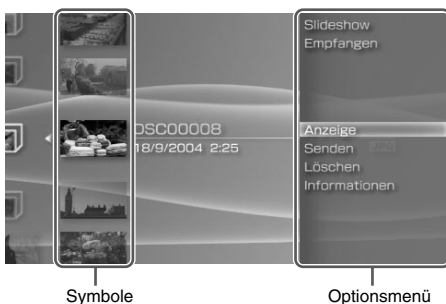 Slideshow
Empfangen
DSC00008
18/9/2004 2:25
Anzeige
Senden
Löschen
Informationen
Symbole
Optionsmenü